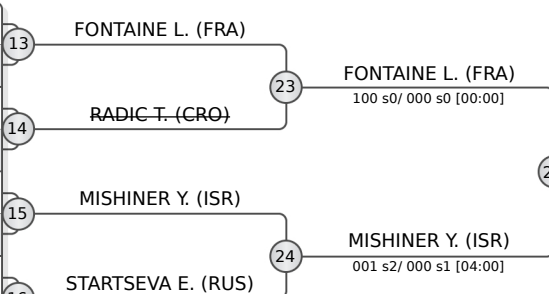 FONTAINE L. (FRA)
13
23
FONTAINE L. (FRA)
100 s0/ 000 s0 [00:00]
RADIC T. (CRO)
14
MISHINER Y. (ISR)
15
24
MISHINER Y. (ISR)
001 s2/ 000 s1 [04:00]
STARTSEVA E. (RUS)